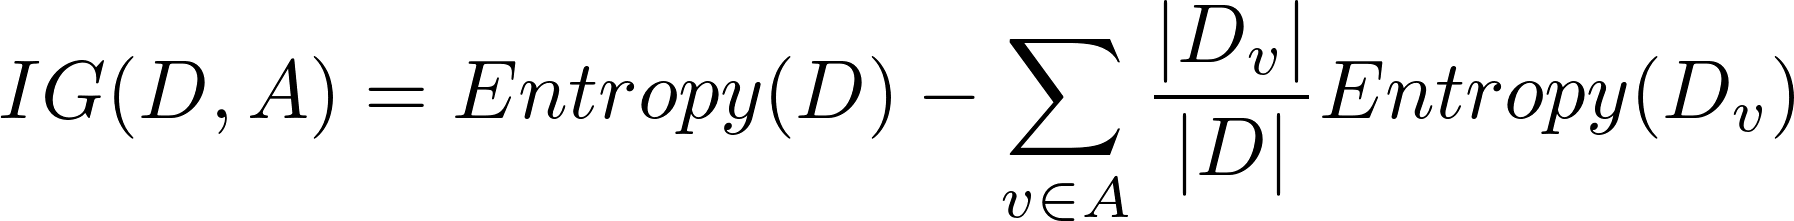 IG(D, A) = Entropy(D) − ∑_{v∈A} \frac{|D_v|}{|D|} Entropy(D_v)